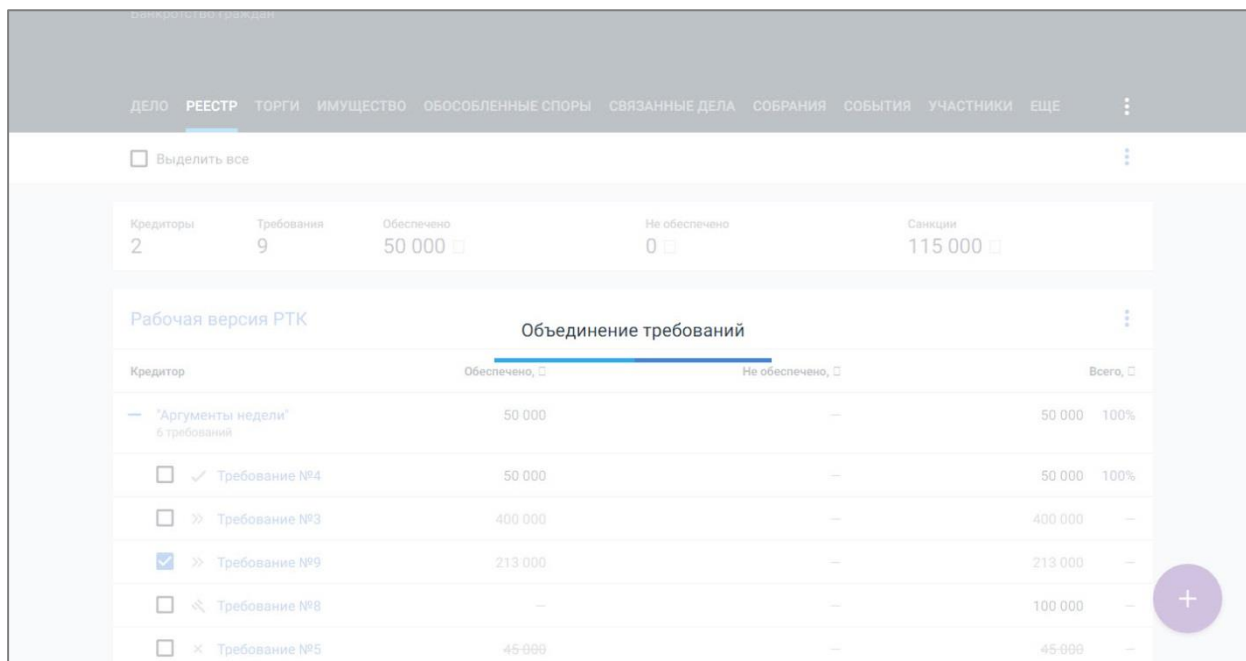 Банкротство граждан
ДЕЛО РЕЕСТР ТОРГИ ИМУЩЕСТВО ОБОСОБЛЕННЫЕ СПОРЫ СВЯЗАННЫЕ ДЕЛА СОБРАНИЯ СОБЫТИЯ УЧАСТНИКИ ЕЩЕ
Выделить все
Кредиторы Требования Обеспечено Не обеспечено Санкции
2 9 50 000 0 115 000
Рабочая версия РТК
Объединение требований
Кредитор Обеспечено, Не обеспечено, Всего,
"Аргументы недели" 50 000 — 50 000 100%
6 требований
Требование №4 50 000 — 50 000 100%
Требование №3 400 000 — 400 000 —
Требование №9 213 000 — 213 000 —
Требование №8 — — 100 000 —
Требование №5 45 000 — 45 000 —